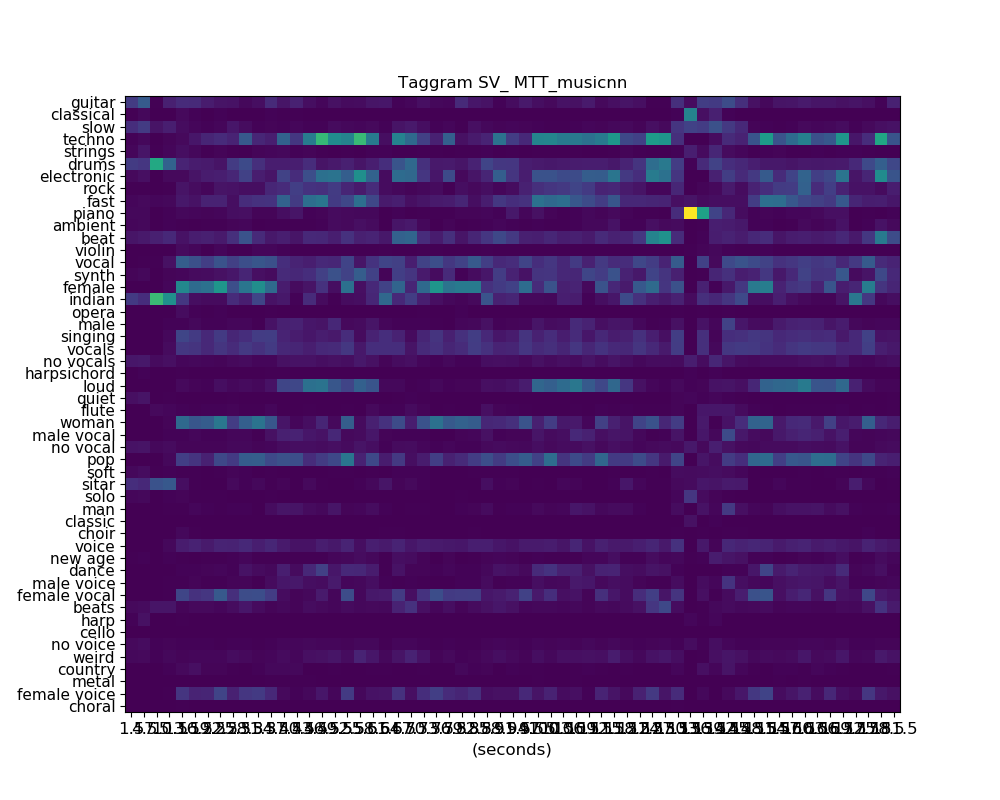 Taggram SV_ MTT_musicnn
guitar
classical
slow
techno
strings
drums
electronic
rock
fast
piano
ambient
beat
violin
vocal
synth
female
indian
opera
male
singing
vocals
no vocals
harpsichord
loud
quiet
flute
woman
male vocal
no vocal
pop
soft
sitar
solo
man
classic
choir
voice
new age
dance
male voice
female vocal
beats
harp
cello
no voice
weird
country
metal
female voice
choral
(seconds)